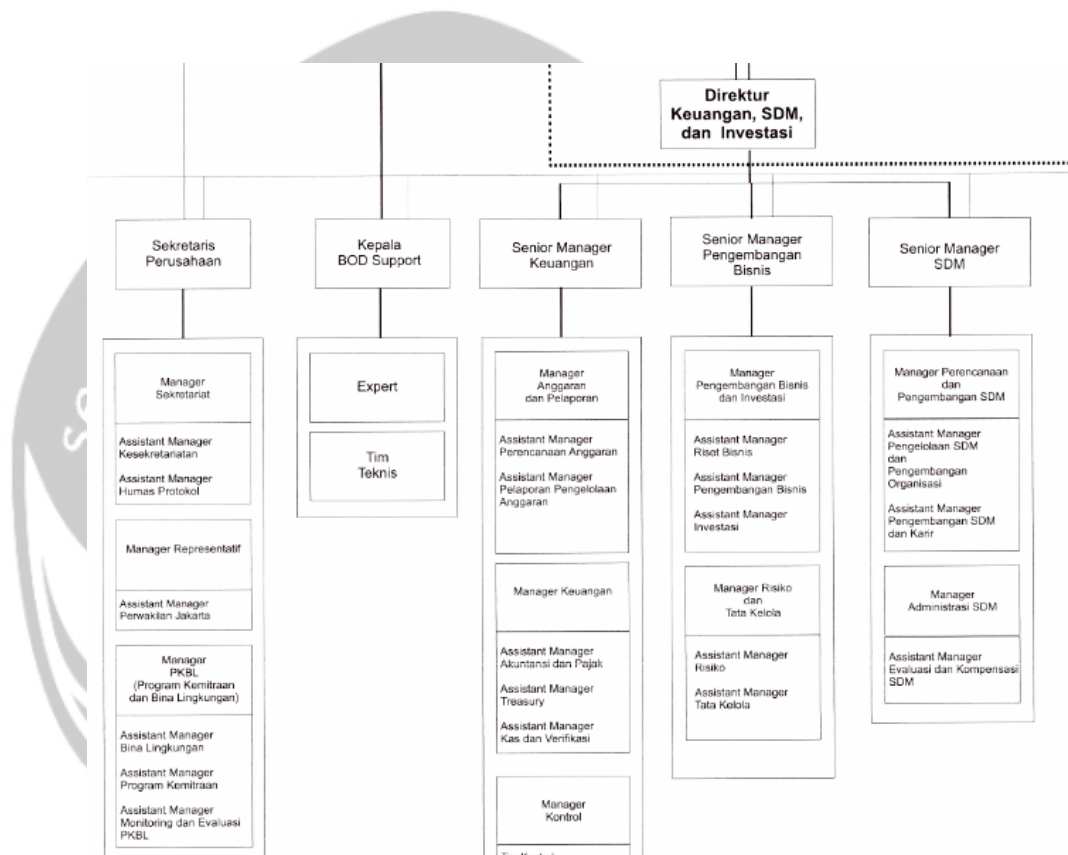 Direktur
Keuangan, SDM,
dan Investasi
Sekretaris
Perusahaan
Kepala
BOD Support
Senior Manager
Keuangan
Senior Manager
Pengembangan
Bisnis
Senior Manager
SDM
Manager
Sekretariat
Assistant Manager
Kesekretariatan
Assistant Manager
Humas Protokol
Manager Representatif
Assistant Manager
Perwakilan Jakarta
Manager
PKBL
(Program Kemitraan
dan Bina Lingkungan)
Assistant Manager
Bina Lingkungan
Assistant Manager
Program Kemitraan
Assistant Manager
Monitoring dan Evaluasi
PKBL
Expert
Tim
Teknis
Manager
Anggaran
dan Pelaporan
Assistant Manager
Perencanaan Anggaran
Assistant Manager
Pelaporan Pengelolaan
Anggaran
Manager Keuangan
Assistant Manager
Akuntansi dan Pajak
Assistant Manager
Treasury
Assistant Manager
Kas dan Verifikasi
Manager
Kontrol
Manager
Pengembangan Bisnis
dan Investasi
Assistant Manager
Riset Bisnis
Assistant Manager
Pengembangan Bisnis
Assistant Manager
Investasi
Manager Risiko
dan
Tata Kelola
Assistant Manager
Risiko
Assistant Manager
Tata Kelola
Manager Perencanaan
dan
Pengembangan SDM
Assistant Manager
Pengelolaan SDM
dan
Pengembangan
Organisasi
Assistant Manager
Pengembangan SDM
dan Karir
Manager
Administrasi SDM
Assistant Manager
Evaluasi dan Kompensasi
SDM